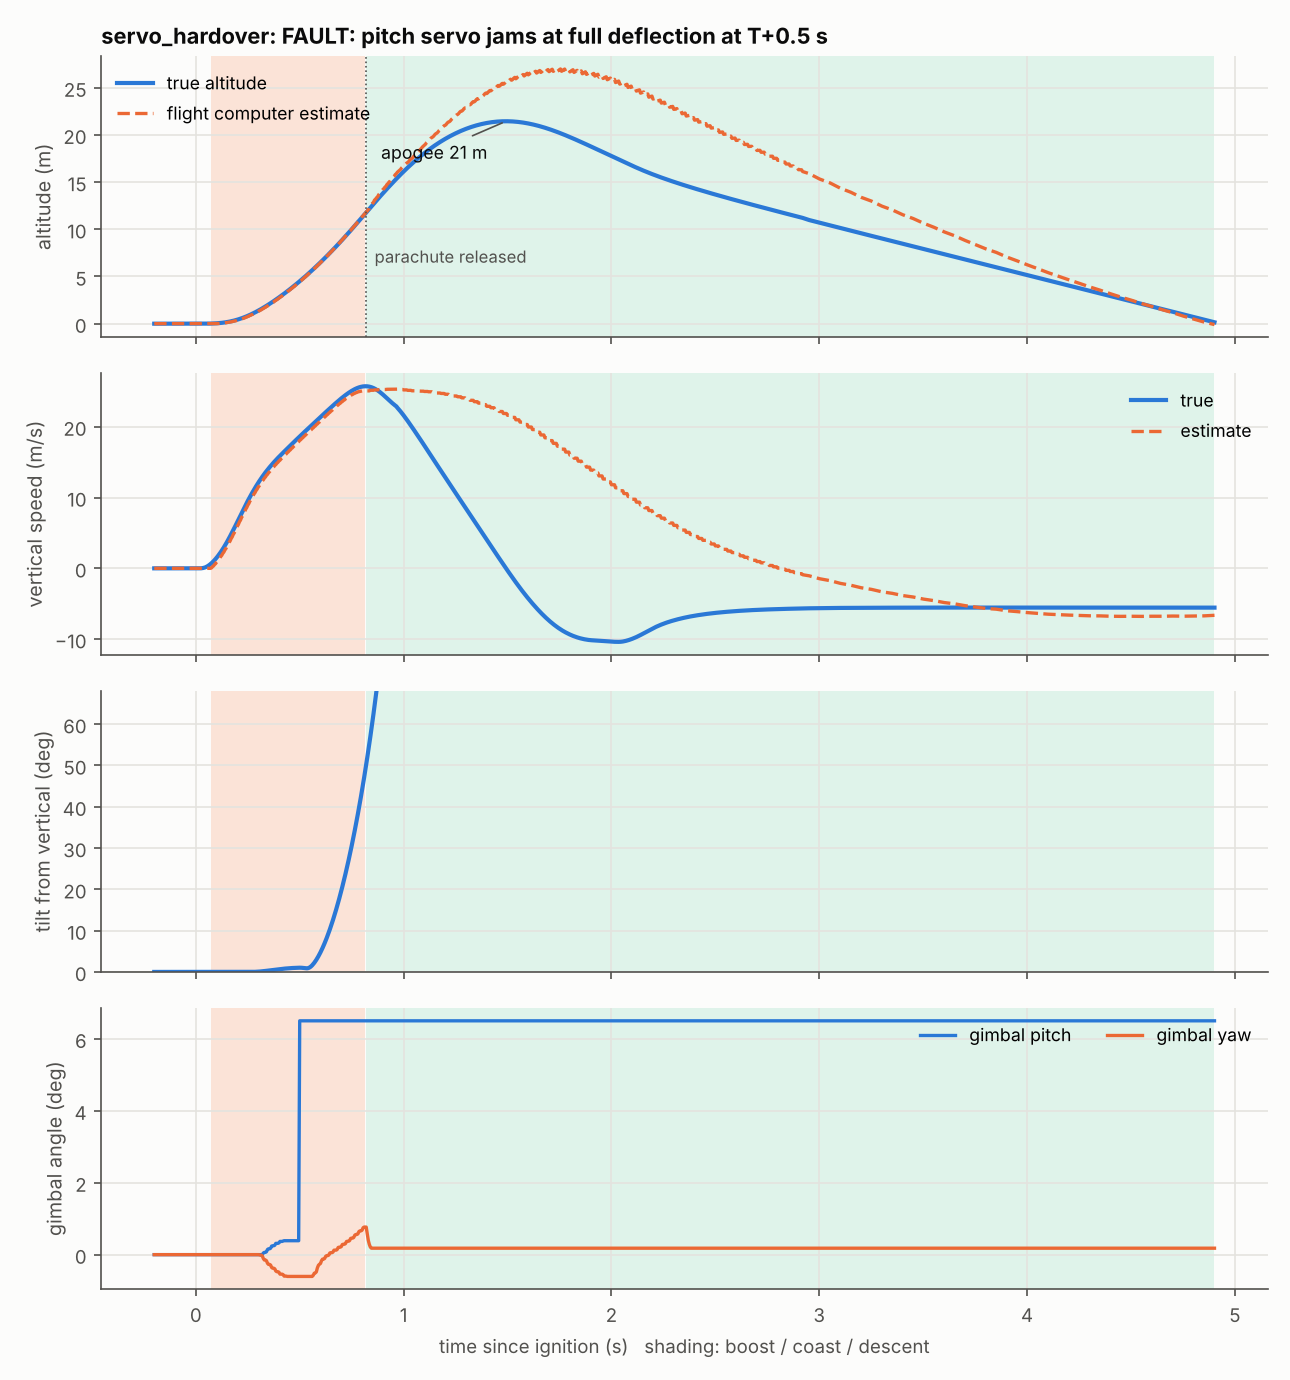 servo_hardover: FAULT: pitch servo jams at full deflection at T+0.5 s
true altitude
flight computer estimate
apogee 21 m
parachute released
altitude (m)
25
20
15
10
5
0
true
estimate
vertical speed (m/s)
20
10
0
−10
tilt from vertical (deg)
60
50
40
30
20
10
0
gimbal pitch
gimbal yaw
gimbal angle (deg)
6
4
2
0
0
1
2
3
4
5
time since ignition (s)   shading: boost / coast / descent